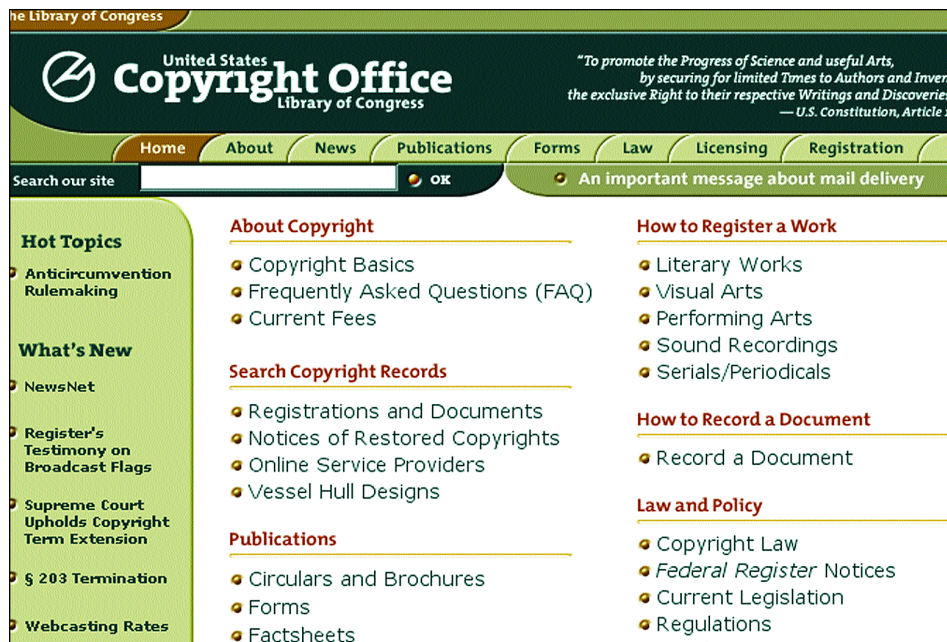 he Library of Congress
United States
Copyright Office
Library of Congress
“To promote the Progress of Science and useful Arts,
by securing for limited Tmes to Authors and Inven
the exclusive Right to their respective Writings and Discoveries
— U.S. Constitution, Article
Home About News Publications Forms Law Licensing Registration
Search our site OK An important message about mail delivery
Hot Topics
Anticircumvention
Rulemaking
What's New
NewsNet
Register's
Testimony on
Broadcast Flags
Supreme Court
Upholds Copyright
Term Extension
§ 203 Termination
Webcasting Rates
About Copyright
Copyright Basics
Frequently Asked Questions (FAQ)
Current Fees
Search Copyright Records
Registrations and Documents
Notices of Restored Copyrights
Online Service Providers
Vessel Hull Designs
Publications
Circulars and Brochures
Forms
Factsheets
How to Register a Work
Literary Works
Visual Arts
Performing Arts
Sound Recordings
Serials/Periodicals
How to Record a Document
Record a Document
Law and Policy
Copyright Law
Federal Register Notices
Current Legislation
Regulations